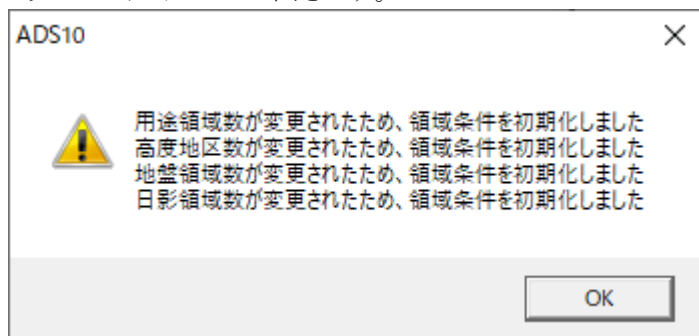 ADS10
用途領域数が変更されたため、領域条件を初期化しました
高度地区数が変更されたため、領域条件を初期化しました
地盤領域数が変更されたため、領域条件を初期化しました
日影領域数が変更されたため、領域条件を初期化しました
OK